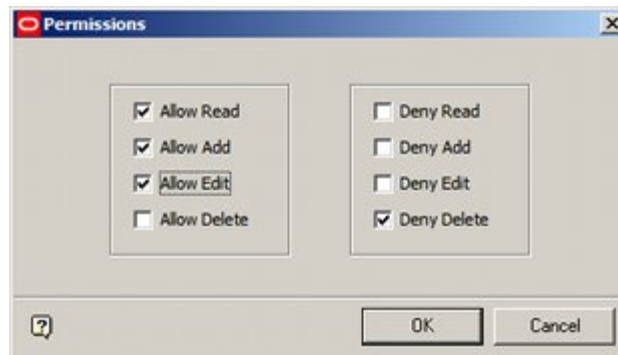 Permissions
Allow Read
Allow Add
Allow Edit
Allow Delete
Deny Read
Deny Add
Deny Edit
Deny Delete
OK
Cancel